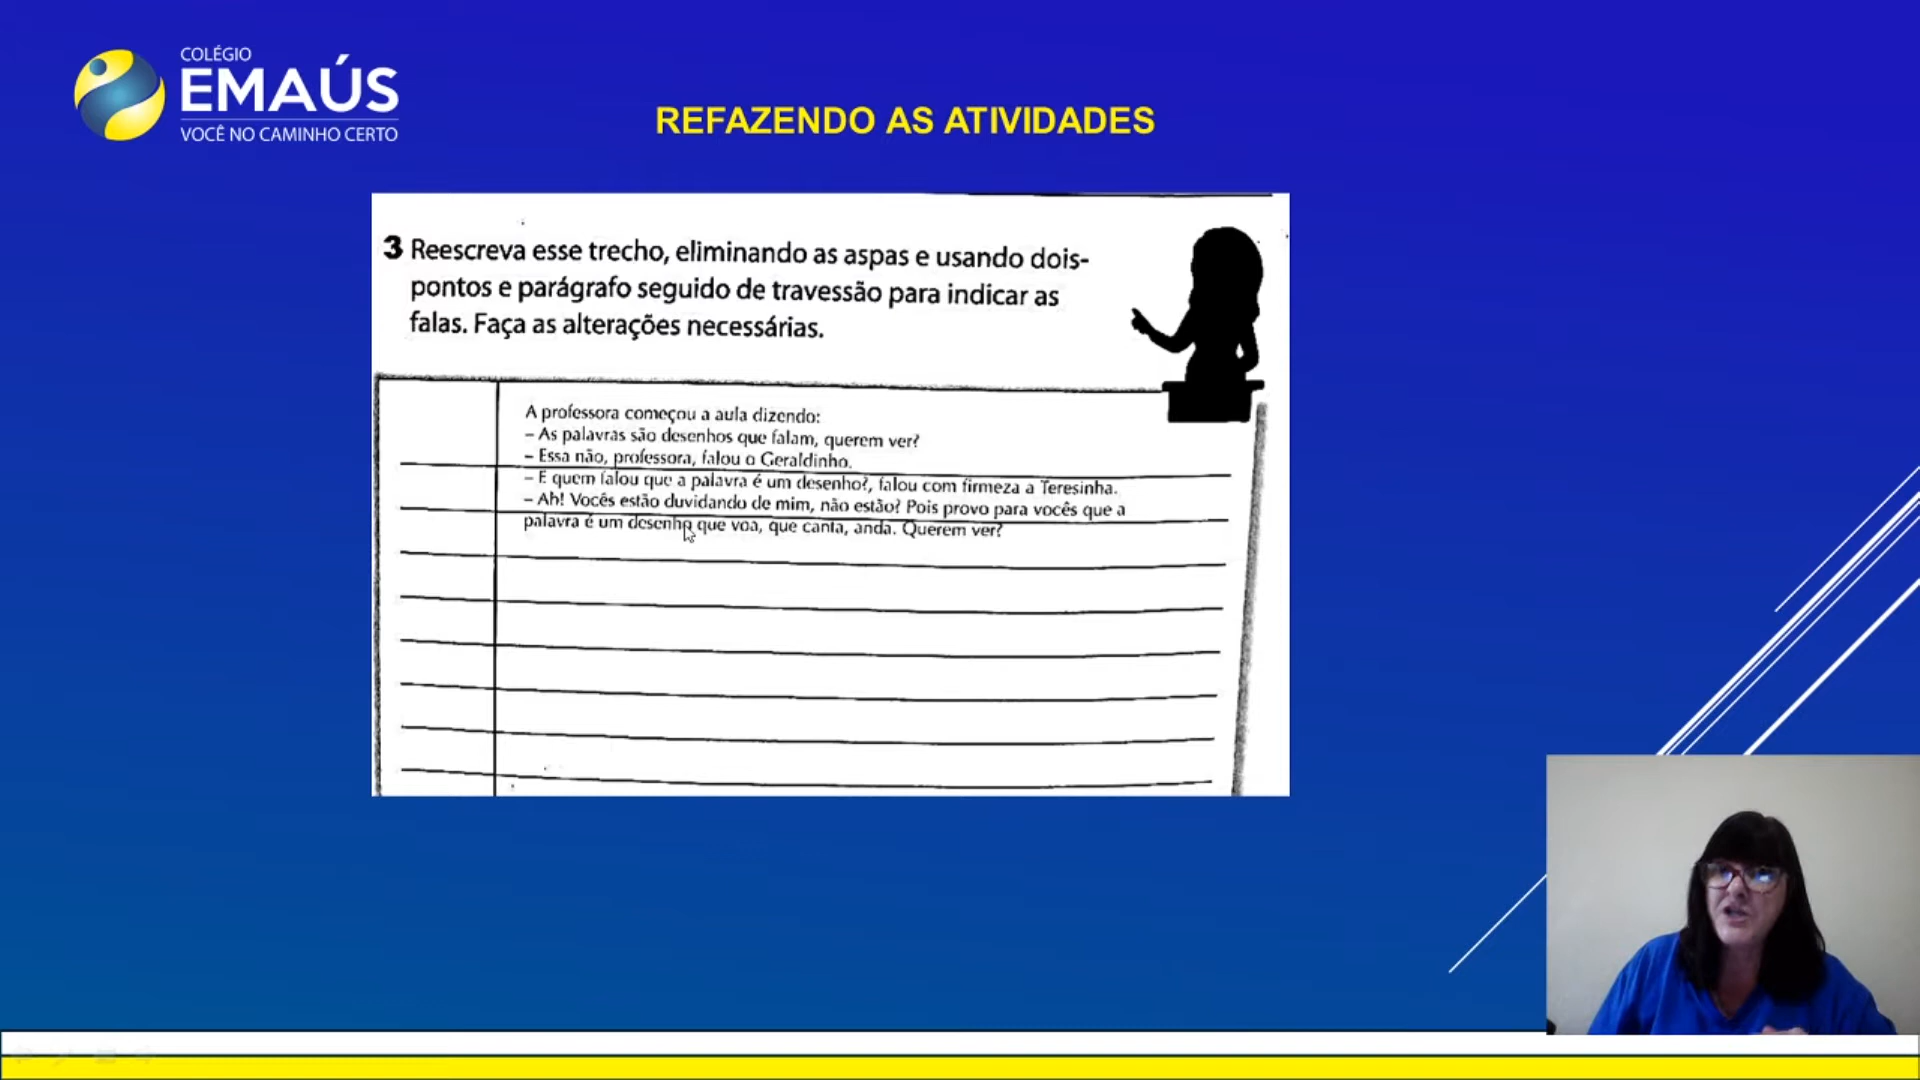 COLÉGIO
EMAÚS
VOCÊ NO CAMINHO CERTO
REFAZENDO AS ATIVIDADES
3 Reescreva esse trecho, eliminando as aspas e usando dois-
pontos e parágrafo seguido de travessão para indicar as
falas. Faça as alterações necessárias.
A professora começou a aula dizendo:
– As palavras são desenhos que falam, querem ver?
– Essa não, professora, falou o Geraldinho.
– E quem falou que a palavra é um desenho?, falou com firmeza a Teresinha.
– Ah! Vocês estão duvidando de mim, não estão? Pois provo para vocês que a
palavra é um desenho que voa, que canta, anda. Querem ver?